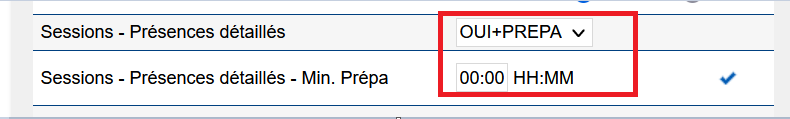 Sessions - Présences détaillés OUI+PREPA
Sessions - Présences détaillés - Min. Prépa 00:00 HH:MM